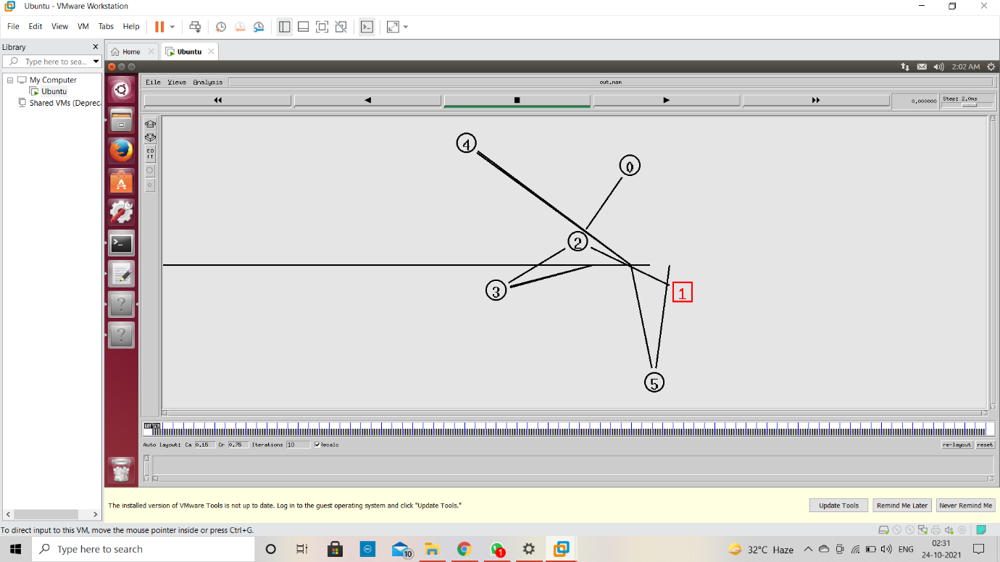 Ubuntu - VMware Workstation
File Edit View VM Tabs Help
Library
Type here to sea...
My Computer
Ubuntu
Shared VMs (Depreca
Home
Ubuntu
2:02 AM
File Views Analysis
out.nam
0.000000
Step: 2.0ms
ED
IT
4
0
2
3
1
5
TIME
Auto layout: Ca 0.15 Cr 0.75 Iterations 10 Recalc
re-layout reset
The installed version of VMware Tools is not up to date. Log in to the guest operating system and click "Update Tools."
Update Tools Remind Me Later Never Remind Me
To direct input to this VM, move the mouse pointer inside or press Ctrl+G.
Type here to search
10
1
32°C Haze
ENG
02:31
24-10-2021